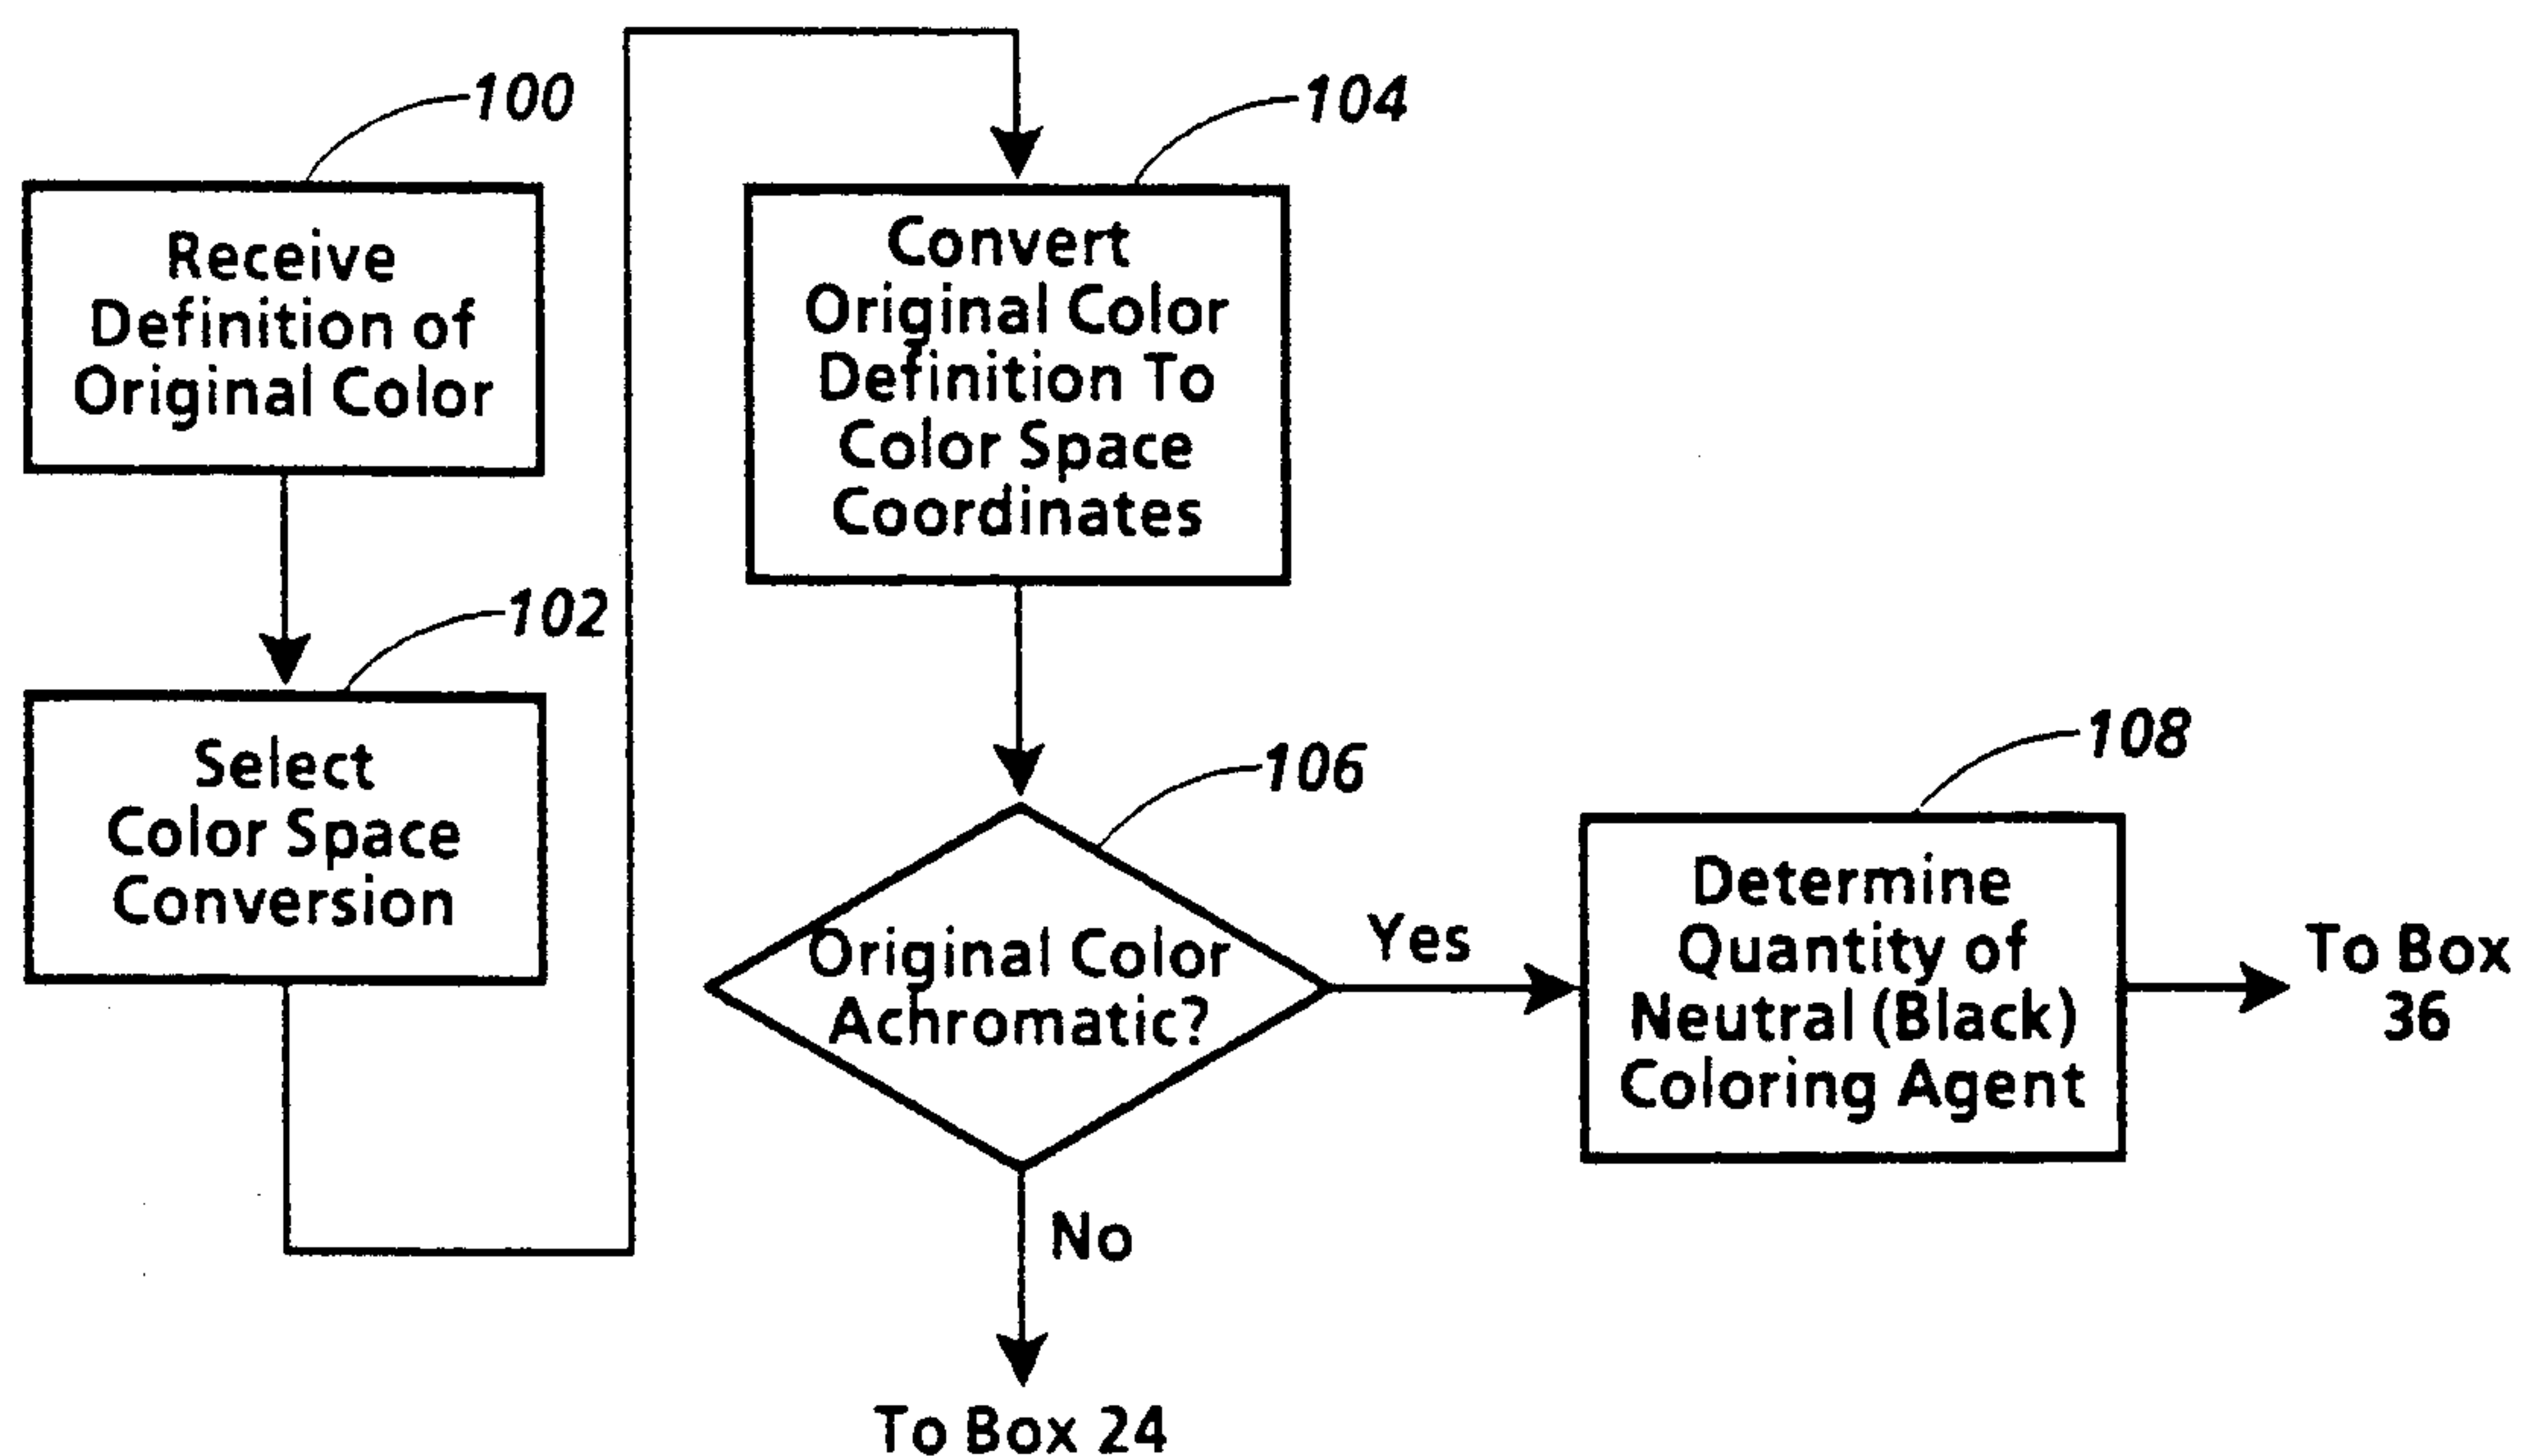 100
Receive
Definition of
Original Color
102
Select
Color Space
Conversion
104
Convert
Original Color
Definition To
Color Space
Coordinates
106
Original Color
Achromatic?
Yes
No
To Box 24
108
Determine
Quantity of
Neutral (Black)
Coloring Agent
To Box
36